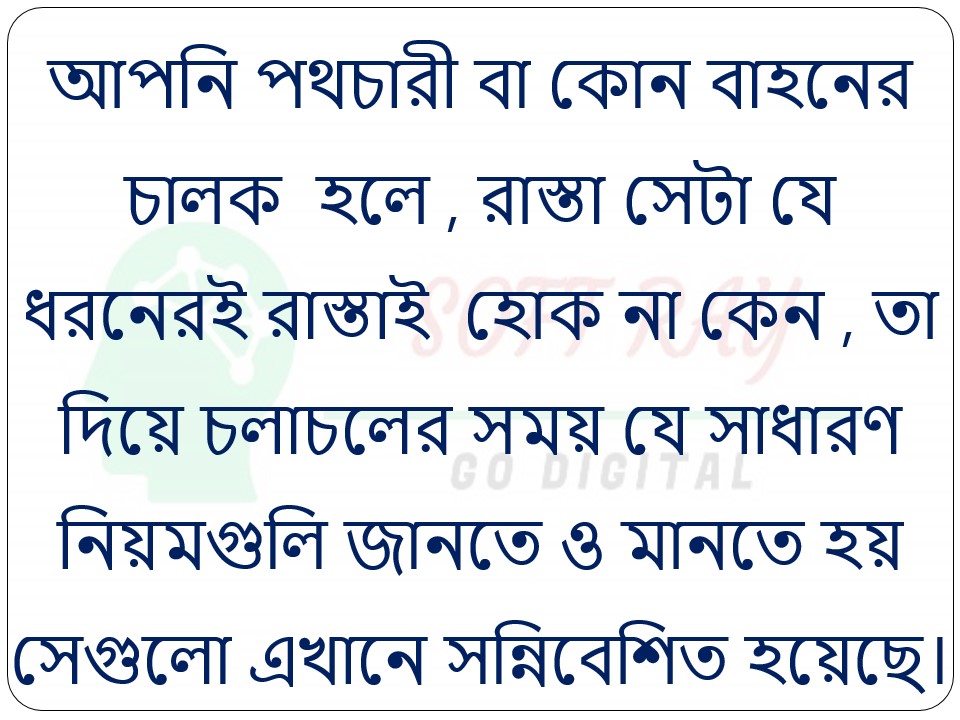 আপনি পথচারী বা কোন বাহনের
চালক হলে , রাস্তা সেটা যে
ধরনেরই রাস্তাই হোক না কেন , তা
দিয়ে চলাচলের সময় যে সাধারণ
নিয়মগুলি জানতে ও মানতে হয়
সেগুলো এখানে সন্নিবেশিত হয়েছে।
SOFT RAY
GO DIGITAL